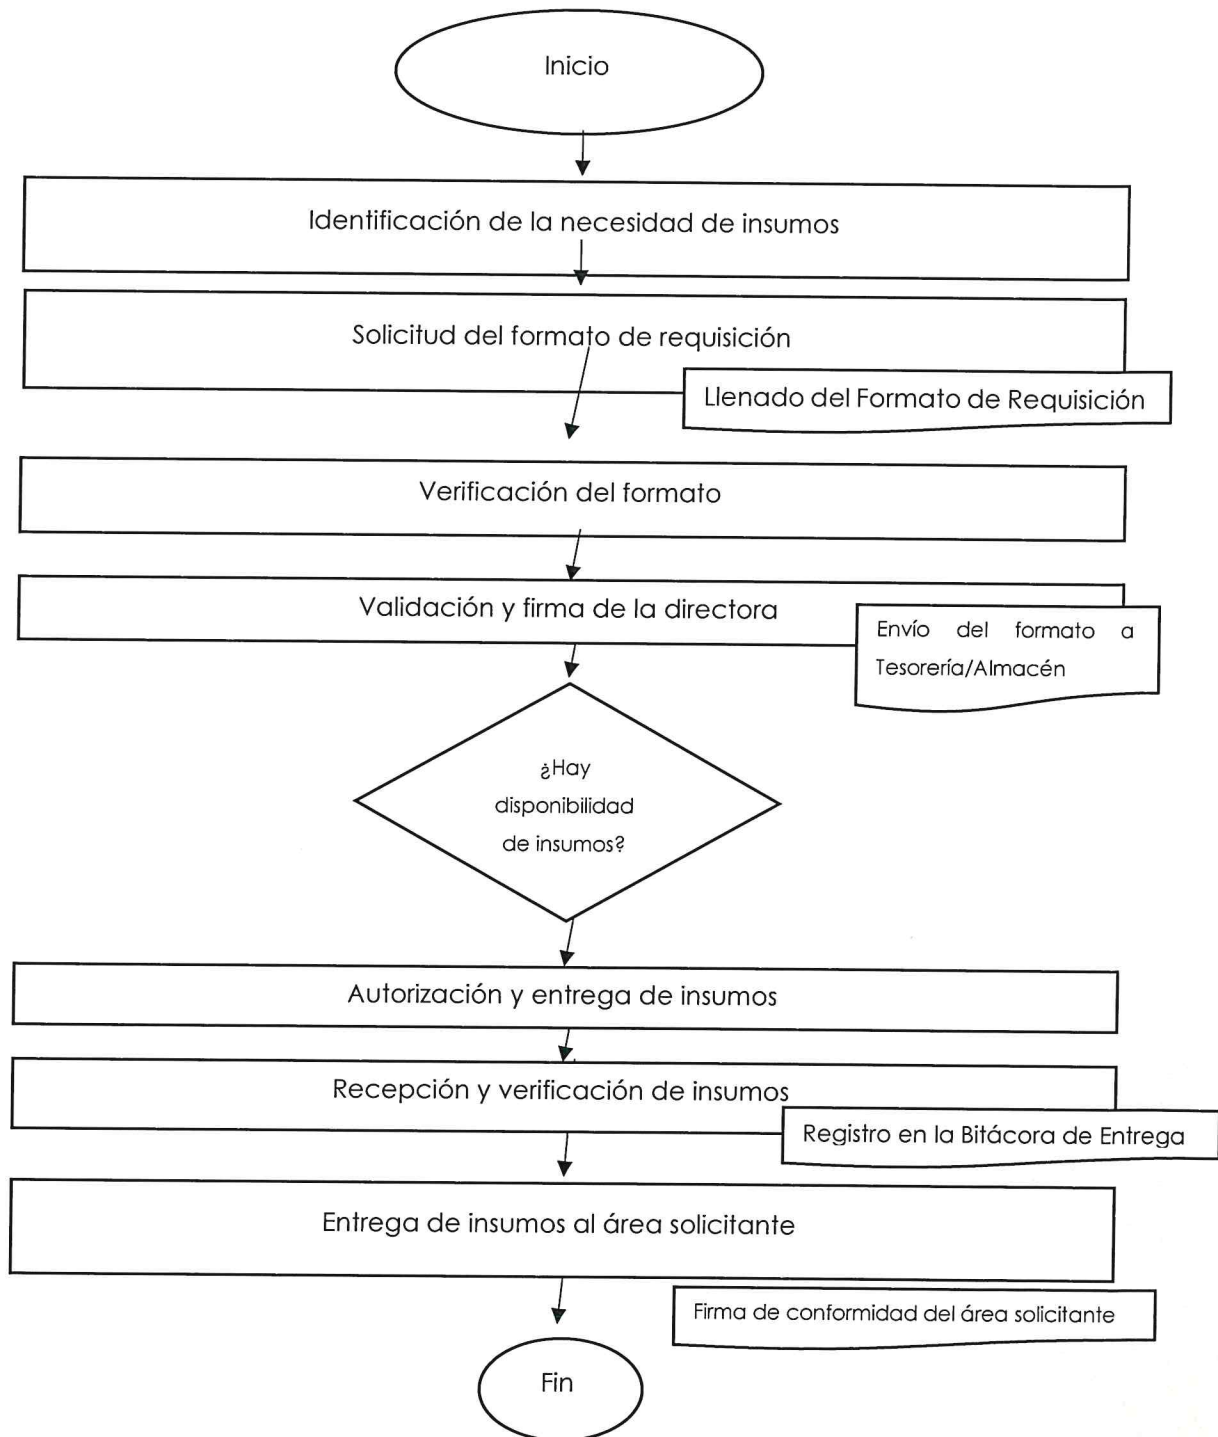 Inicio
Identificación de la necesidad de insumos
Solicitud del formato de requisición
Llenado del Formato de Requisición
Verificación del formato
Validación y firma de la directora
Envío del formato a
Tesorería/Almacén
¿Hay
disponibilidad
de insumos?
Autorización y entrega de insumos
Recepción y verificación de insumos
Registro en la Bitácora de Entrega
Entrega de insumos al área solicitante
Firma de conformidad del área solicitante
Fin